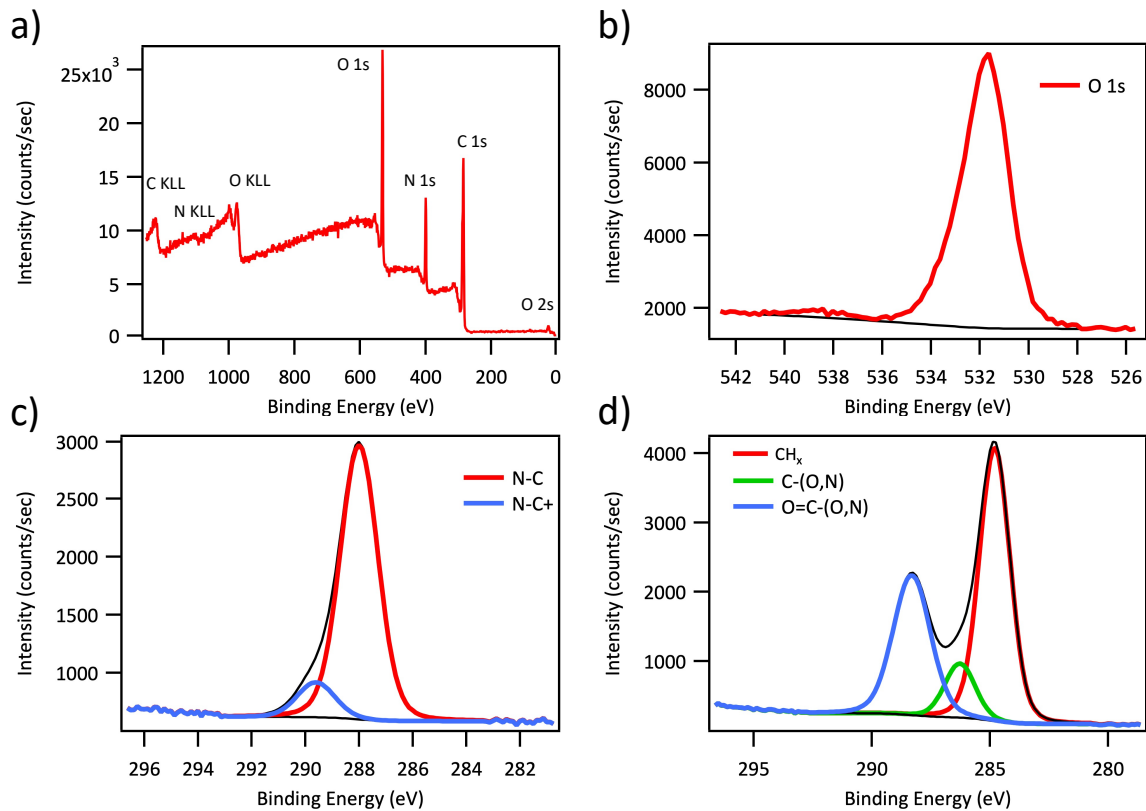 a)
25x10³
20
15
10
5
0
Intensity (counts/sec)
C KLL
N KLL
O KLL
O 1s
N 1s
C 1s
O 2s
1200 1000 800 600 400 200 0
Binding Energy (eV)
b)
8000
6000
4000
2000
Intensity (counts/sec)
O 1s
542 540 538 536 534 532 530 528 526
Binding Energy (eV)
c)
3000
2500
2000
1500
1000
Intensity (counts/sec)
N-C
N-C+
296 294 292 290 288 286 284 282
Binding Energy (eV)
d)
4000
3000
2000
1000
Intensity (counts/sec)
CHₓ
C-(O,N)
O=C-(O,N)
295 290 285 280
Binding Energy (eV)